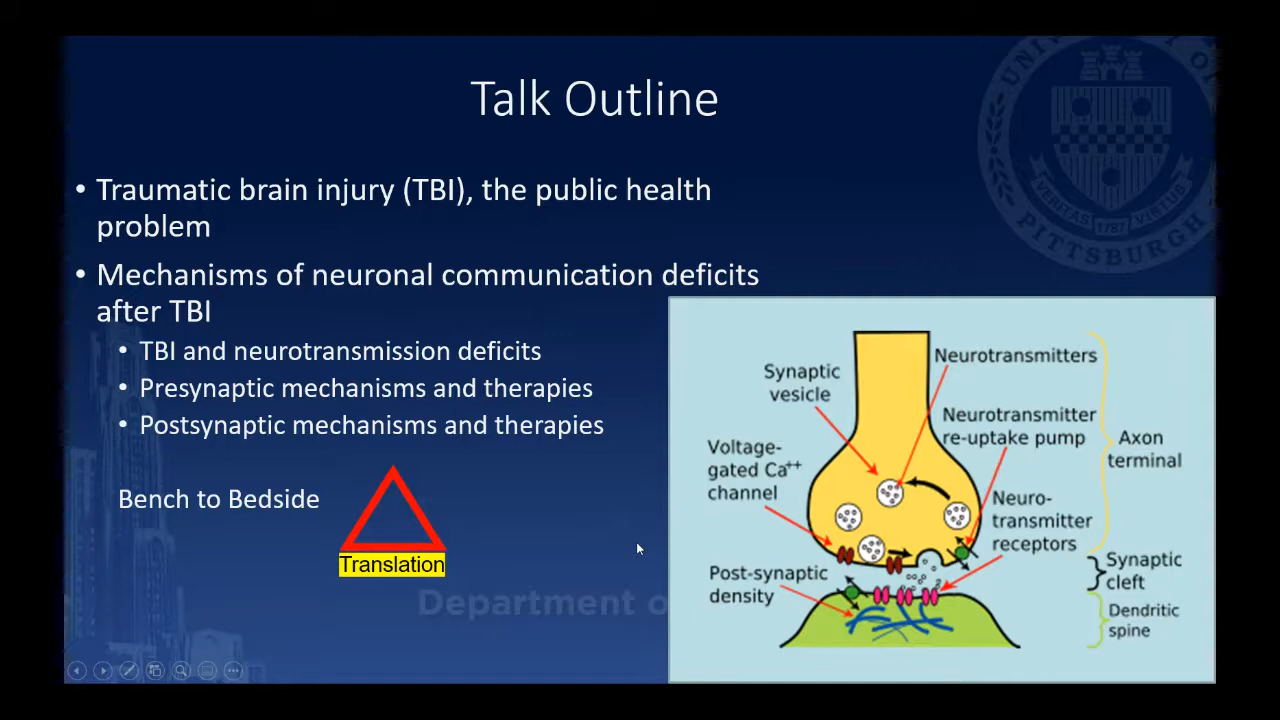 Talk Outline
• Traumatic brain injury (TBI), the public health
problem
• Mechanisms of neuronal communication deficits
after TBI
• TBI and neurotransmission deficits
• Presynaptic mechanisms and therapies
• Postsynaptic mechanisms and therapies
Bench to Bedside
Translation
Department o
Synaptic
vesicle
Neurotransmitters
Neurotransmitter
re-uptake pump
Axon
terminal
Voltage-
gated Ca++
channel
Neuro-
transmitter
receptors
Synaptic
cleft
Post-synaptic
density
Dendritic
spine
VERITAS 1787 VIRTUS
PITTSBURGH